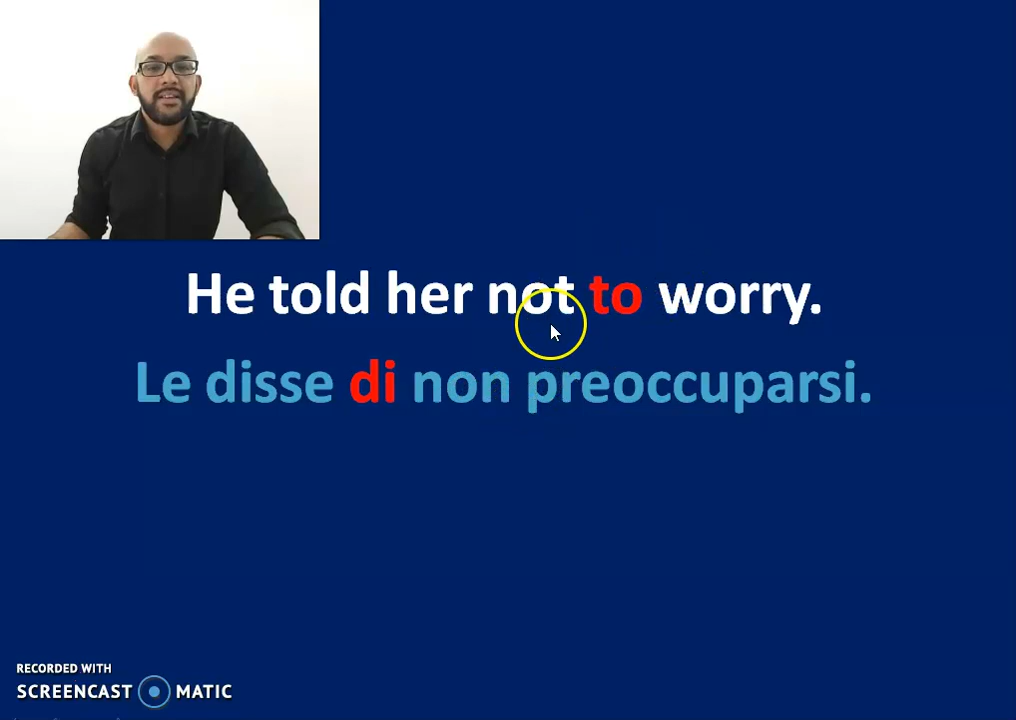 He told her not to worry.
Le disse di non preoccuparsi.
RECORDED WITH
SCREENCAST MATIC